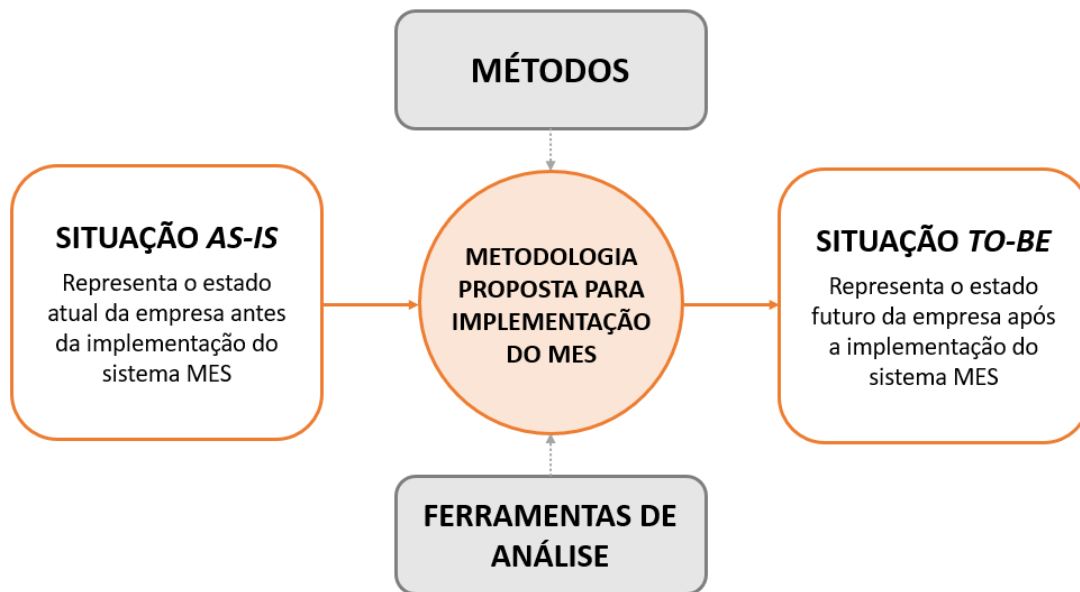 MÉTODOS
SITUAÇÃO AS-IS
Representa o estado
atual da empresa antes
da implementação do
sistema MES
METODOLOGIA
PROPOSTA PARA
IMPLEMENTAÇÃO
DO MES
SITUAÇÃO TO-BE
Representa o estado
futuro da empresa após
a implementação do
sistema MES
FERRAMENTAS DE
ANÁLISE